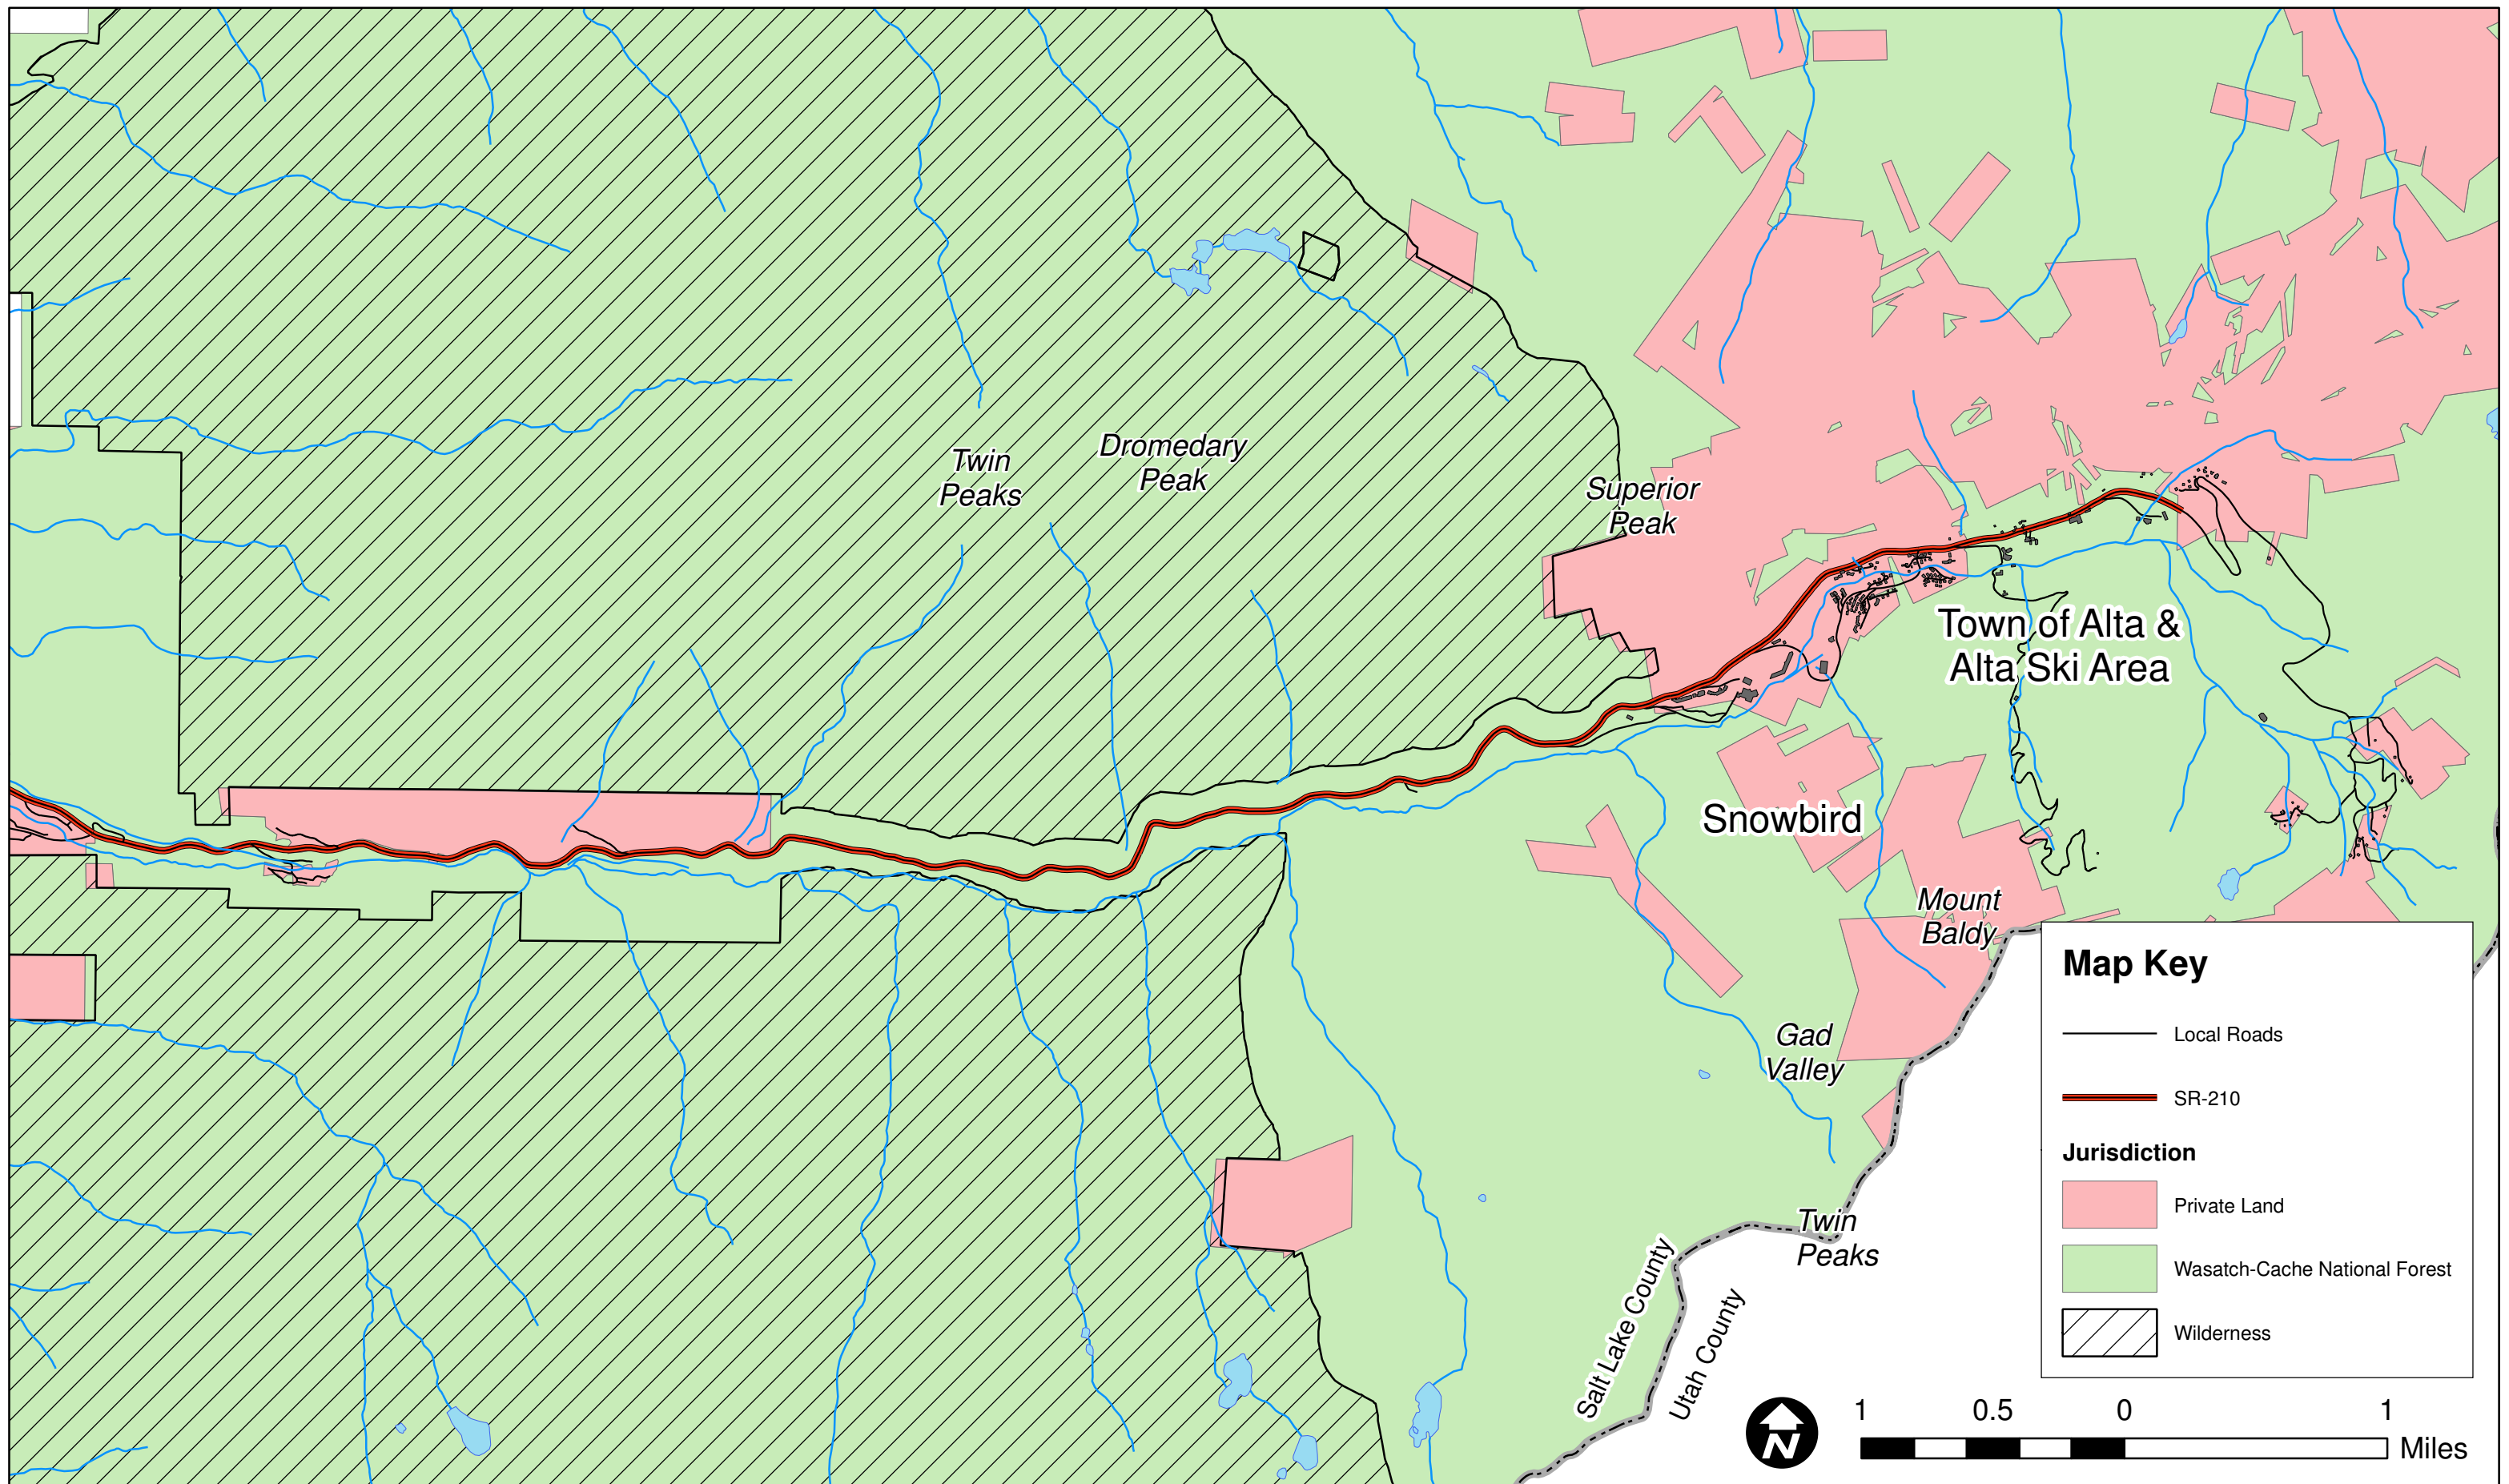 Twin
Peaks
Dromedary
Peak
Superior
Peak
Town of Alta &
Alta Ski Area
Snowbird
Mount
Baldy
Gad
Valley
Twin
Peaks
Salt Lake County
Utah County
Map Key
Local Roads
SR-210
Jurisdiction
Private Land
Wasatch-Cache National Forest
Wilderness
N
1 0.5 0 1
Miles